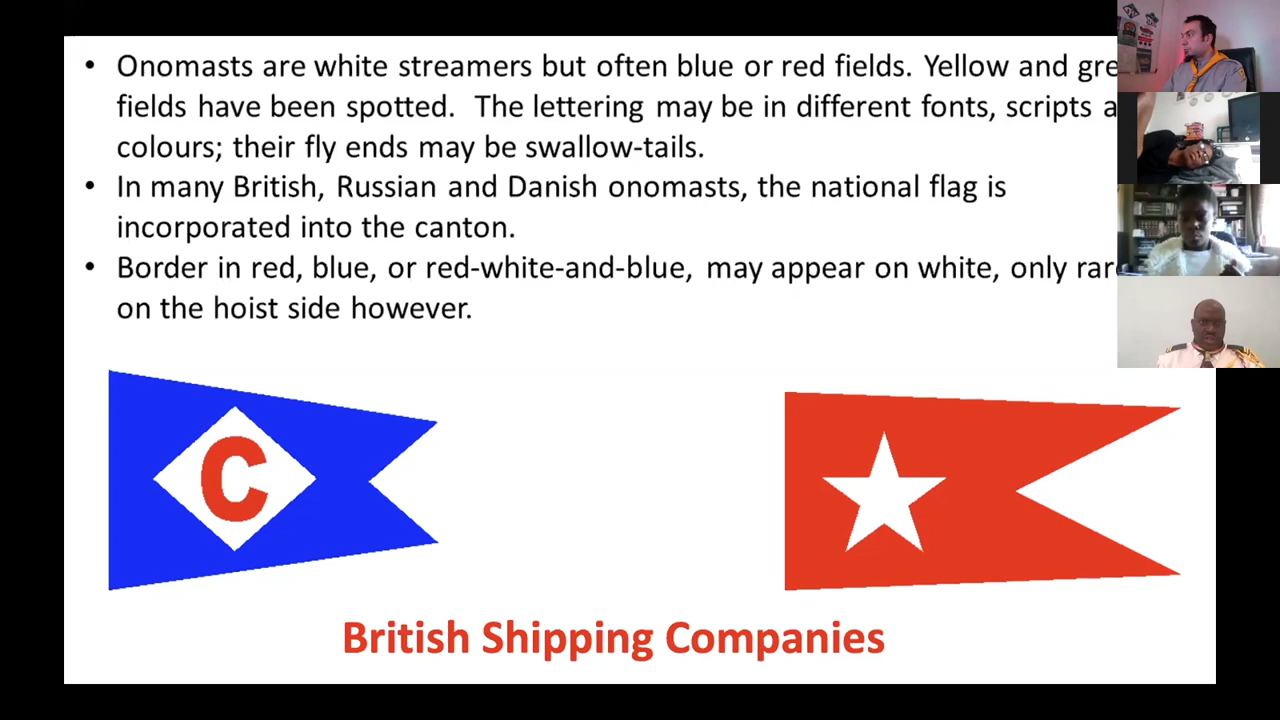 • Onomasts are white streamers but often blue or red fields. Yellow and
fields have been spotted. The lettering may be in different fonts, scripts
colours; their fly ends may be swallow-tails.
• In many British, Russian and Danish onomasts, the national flag is
incorporated into the canton.
• Border in red, blue, or red-white-and-blue, may appear on white, only
on the hoist side however.
C
British Shipping Companies